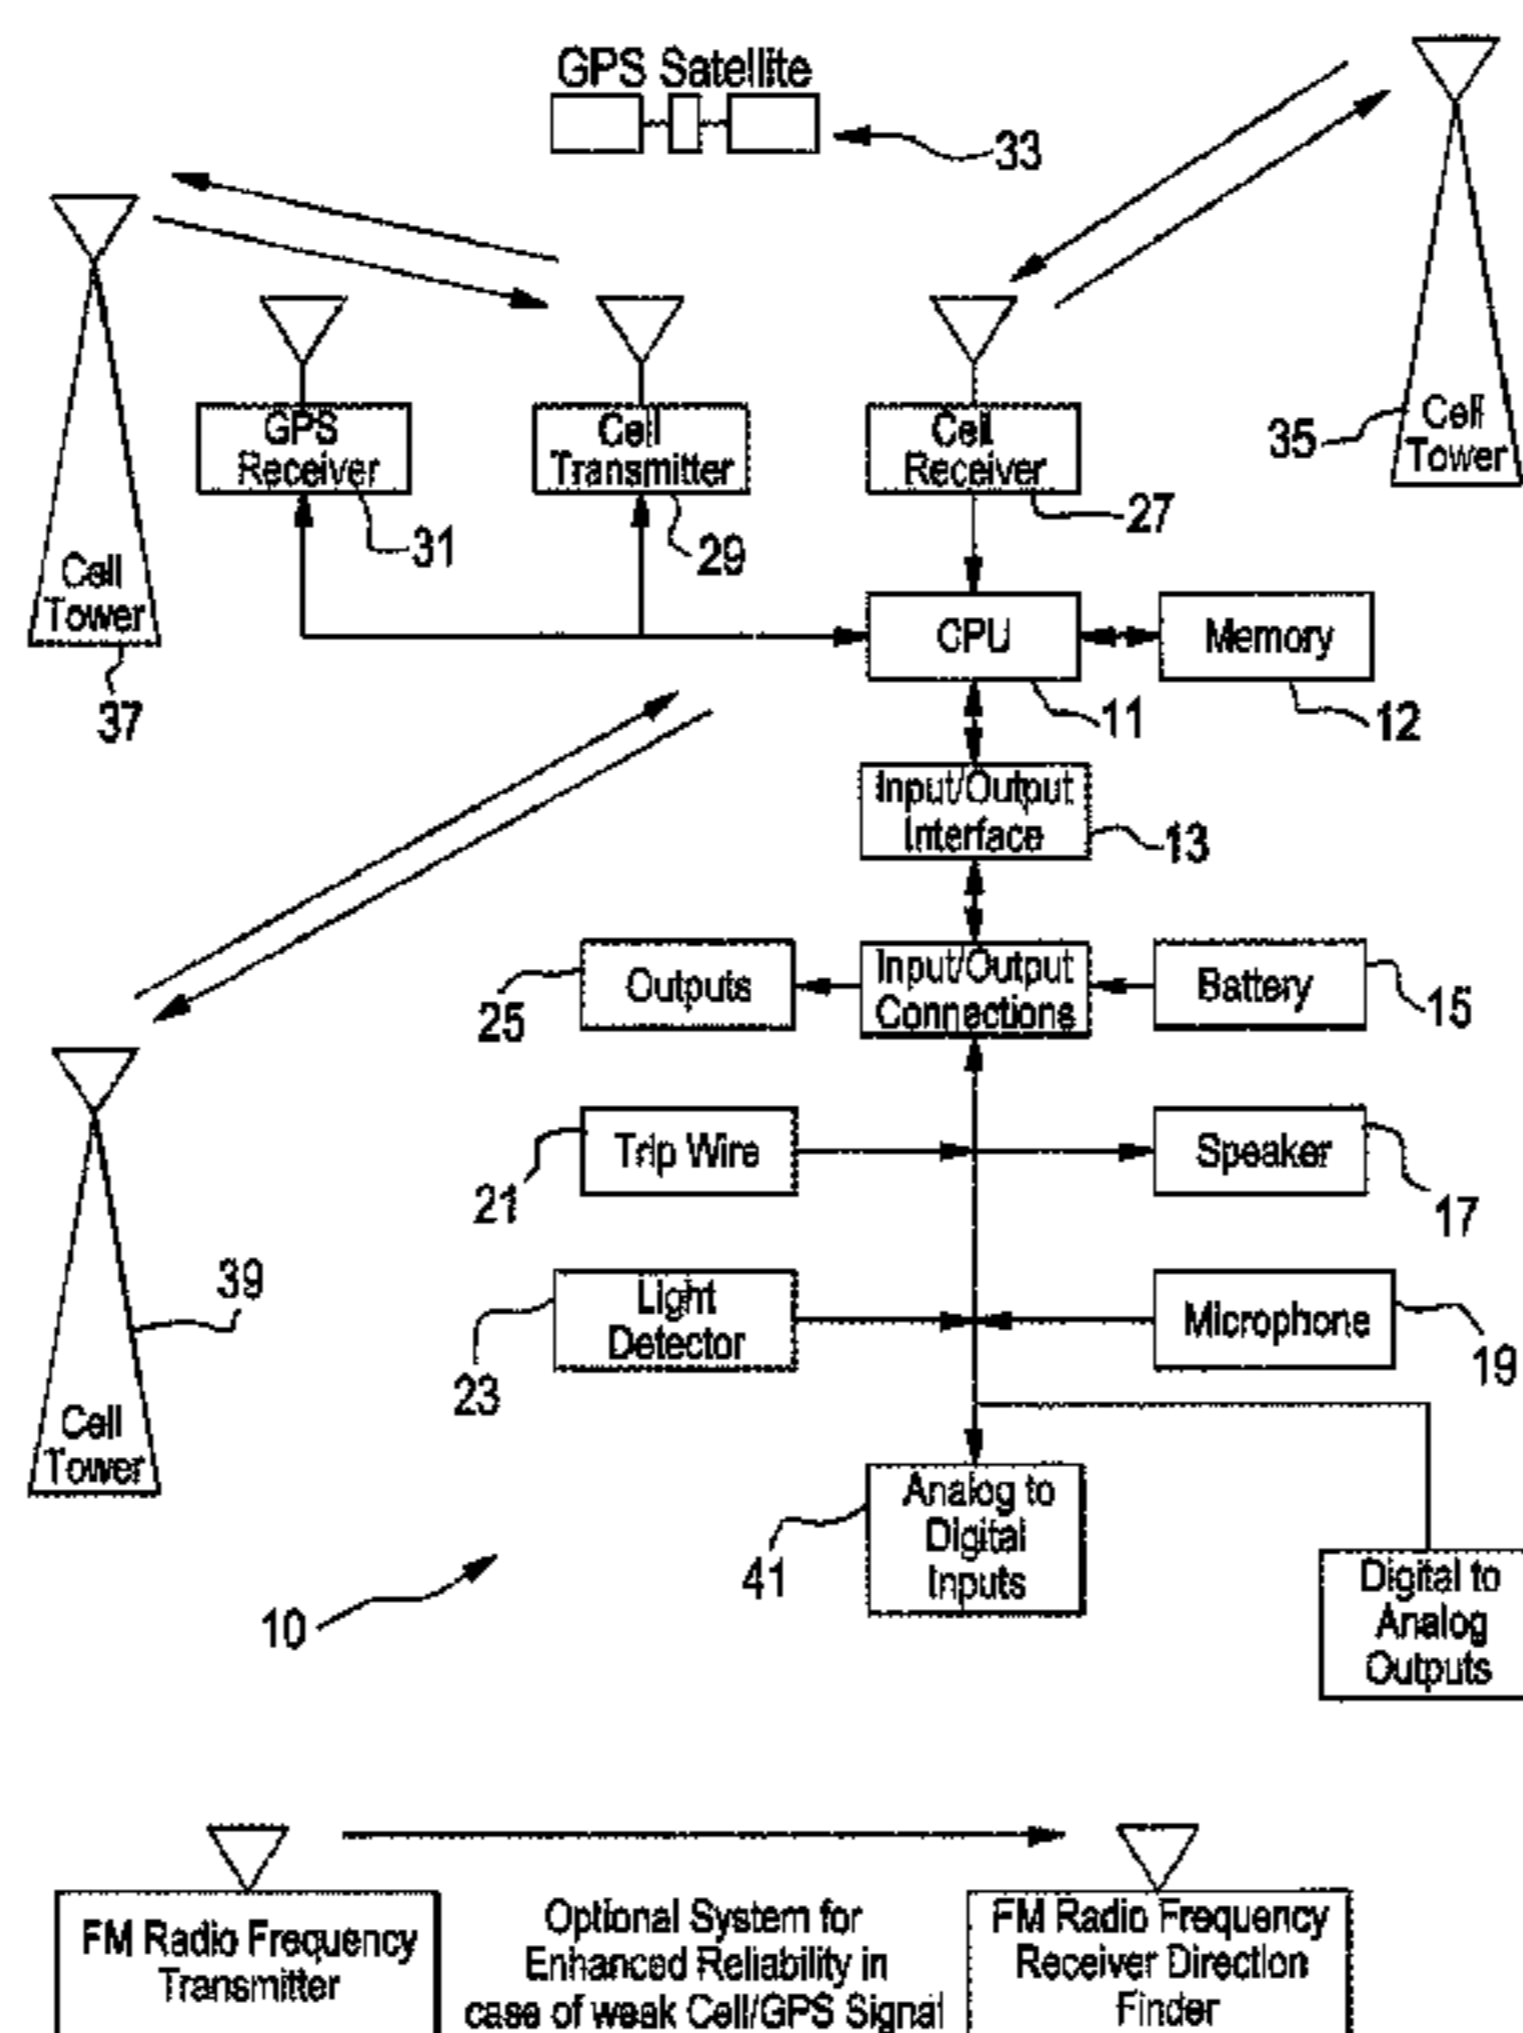 GPS Satellite
33
GPS
Receiver
31
Cell
Transmitter
29
Cell
Receiver
27
35
Cell
Tower
Cell
Tower
37
CPU
11
Memory
12
Input/Output
Interface
13
Outputs
25
Input/Output
Connections
Battery
15
Trip Wire
21
Speaker
17
39
Light
Detector
23
Microphone
19
Cell
Tower
Analog to
Digital
Inputs
41
10
Digital to
Analog
Outputs
FM Radio Frequency
Transmitter
Optional System for
Enhanced Reliability in
case of weak Cell/GPS Signal
FM Radio Frequency
Receiver Direction
Finder